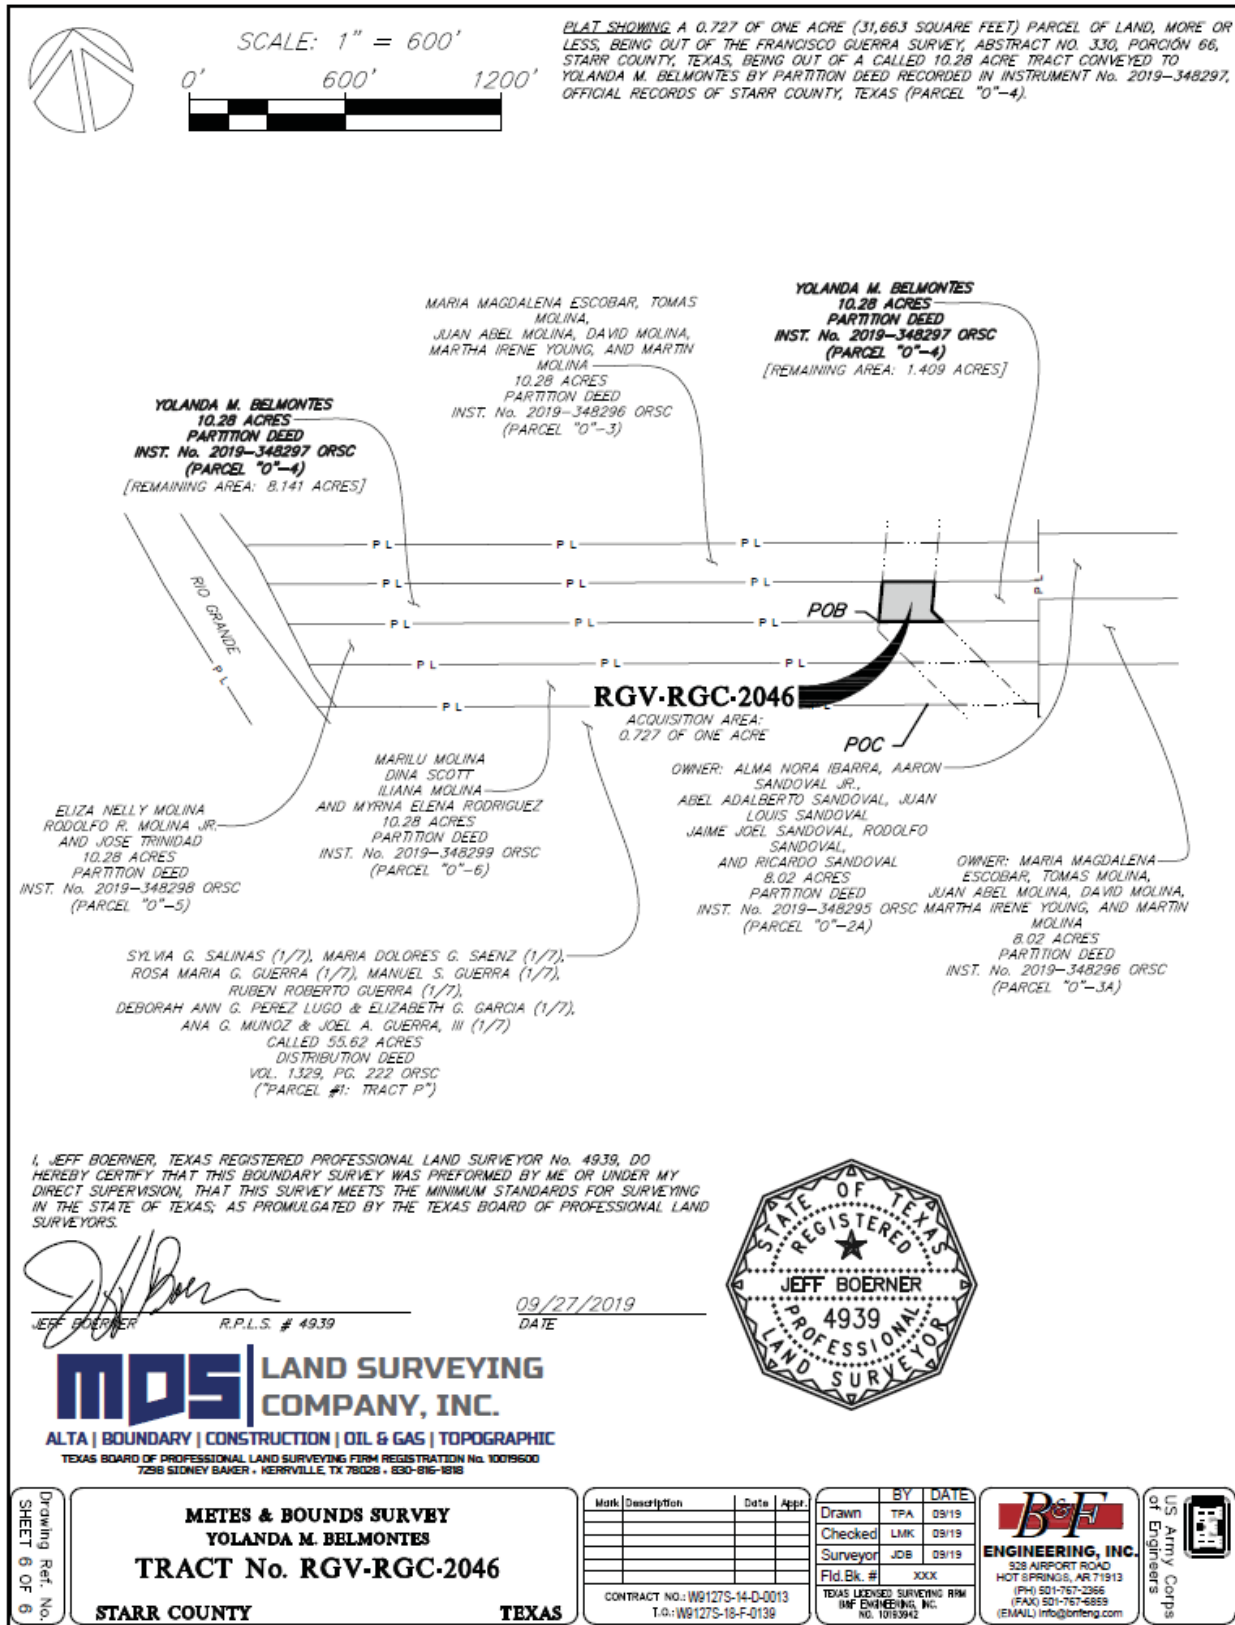 SCALE: 1" = 600'
0' 600' 1200'
PLAT SHOWING A 0.727 OF ONE ACRE (31,663 SQUARE FEET) PARCEL OF LAND, MORE OR
LESS, BEING OUT OF THE FRANCISCO GUERRA SURVEY, ABSTRACT NO. 330, PORCIÓN 66,
STARR COUNTY, TEXAS, BEING OUT OF A CALLED 10.28 ACRE TRACT CONVEYED TO
YOLANDA M. BELMONTES BY PARTITION DEED RECORDED IN INSTRUMENT No. 2019-348297,
OFFICIAL RECORDS OF STARR COUNTY, TEXAS (PARCEL "O"-4).
MARIA MAGDALENA ESCOBAR, TOMAS
MOLINA,
JUAN ABEL MOLINA, DAVID MOLINA,
MARTHA IRENE YOUNG, AND MARTIN
MOLINA
10.28 ACRES
PARTITION DEED
INST. No. 2019-348296 ORSC
(PARCEL "O"-3)
YOLANDA M. BELMONTES
10.28 ACRES
PARTITION DEED
INST. No. 2019-348297 ORSC
(PARCEL "O"-4)
[REMAINING AREA: 1.409 ACRES]
YOLANDA M. BELMONTES
10.28 ACRES
PARTITION DEED
INST. No. 2019-348297 ORSC
(PARCEL "O"-4)
[REMAINING AREA: 8.141 ACRES]
P L P L P L
P L P L P L
P L
RIO GRANDE
P L
POB
P L P L P L
P L P L P L
P L P L
RGV-RGC-2046
ACQUISITION AREA:
0.727 OF ONE ACRE
POC
ELIZA NELLY MOLINA
RODOLFO R. MOLINA JR.
AND JOSE TRINIDAD
10.28 ACRES
PARTITION DEED
INST. No. 2019-348298 ORSC
(PARCEL "O"-5)
MARILU MOLINA
DINA SCOTT
ILIANA MOLINA
AND MYRNA ELENA RODRIGUEZ
10.28 ACRES
PARTITION DEED
INST. No. 2019-348299 ORSC
(PARCEL "O"-6)
OWNER: ALMA NORA IBARRA, AARON
SANDOVAL JR.,
ABEL ADALBERTO SANDOVAL, JUAN
LOUIS SANDOVAL
JAIME JOEL SANDOVAL, RODOLFO
SANDOVAL,
AND RICARDO SANDOVAL
8.02 ACRES
PARTITION DEED
INST. No. 2019-348295 ORSC
(PARCEL "O"-2A)
OWNER: MARIA MAGDALENA
ESCOBAR, TOMAS MOLINA,
JUAN ABEL MOLINA, DAVID MOLINA,
MARTHA IRENE YOUNG, AND MARTIN
MOLINA
8.02 ACRES
PARTITION DEED
INST. No. 2019-348296 ORSC
(PARCEL "O"-3A)
SYLVIA G. SALINAS (1/7), MARIA DOLORES G. SAENZ (1/7),
ROSA MARIA G. GUERRA (1/7), MANUEL S. GUERRA (1/7),
RUBEN ROBERTO GUERRA (1/7),
DEBORAH ANN G. PEREZ LUGO & ELIZABETH G. GARCIA (1/7),
ANA G. MUNOZ & JOEL A. GUERRA, III (1/7)
CALLED 55.62 ACRES
DISTRIBUTION DEED
VOL. 1329, PG. 222 ORSC
("PARCEL #1: TRACT P")
I, JEFF BOERNER, TEXAS REGISTERED PROFESSIONAL LAND SURVEYOR No. 4939, DO
HEREBY CERTIFY THAT THIS BOUNDARY SURVEY WAS PREFORMED BY ME OR UNDER MY
DIRECT SUPERVISION, THAT THIS SURVEY MEETS THE MINIMUM STANDARDS FOR SURVEYING
IN THE STATE OF TEXAS; AS PROMULGATED BY THE TEXAS BOARD OF PROFESSIONAL LAND
SURVEYORS.
JEFF BOERNER R.P.L.S. # 4939
09/27/2019
DATE
STATE OF TEXAS
REGISTERED
JEFF BOERNER
4939
PROFESSIONAL
LAND SURVEYOR
MDS LAND SURVEYING
COMPANY, INC.
ALTA | BOUNDARY | CONSTRUCTION | OIL & GAS | TOPOGRAPHIC
TEXAS BOARD OF PROFESSIONAL LAND SURVEYING FIRM REGISTRATION No. 10019600
729B SIDNEY BAKER • KERRVILLE, TX 78028 • 830-816-1818
Drawing Ref. No.
SHEET 6 OF 6
METES & BOUNDS SURVEY
YOLANDA M. BELMONTES
TRACT No. RGV-RGC-2046
STARR COUNTY TEXAS
Mark Description Date Appr.
CONTRACT NO.: W9127S-14-D-0013
T.O.: W9127S-18-F-0139
BY DATE
Drawn TPA 09/19
Checked LMK 09/19
Surveyor JDB 09/19
Fld.Bk. # XXX
TEXAS LICENSED SURVEYING FIRM
B&F ENGINEERING, INC.
NO. 10193942
B&F
ENGINEERING, INC.
928 AIRPORT ROAD
HOT SPRINGS, AR 71913
(PH) 501-767-2366
(FAX) 501-767-6859
(EMAIL) info@bnfeng.com
US Army Corps
of Engineers